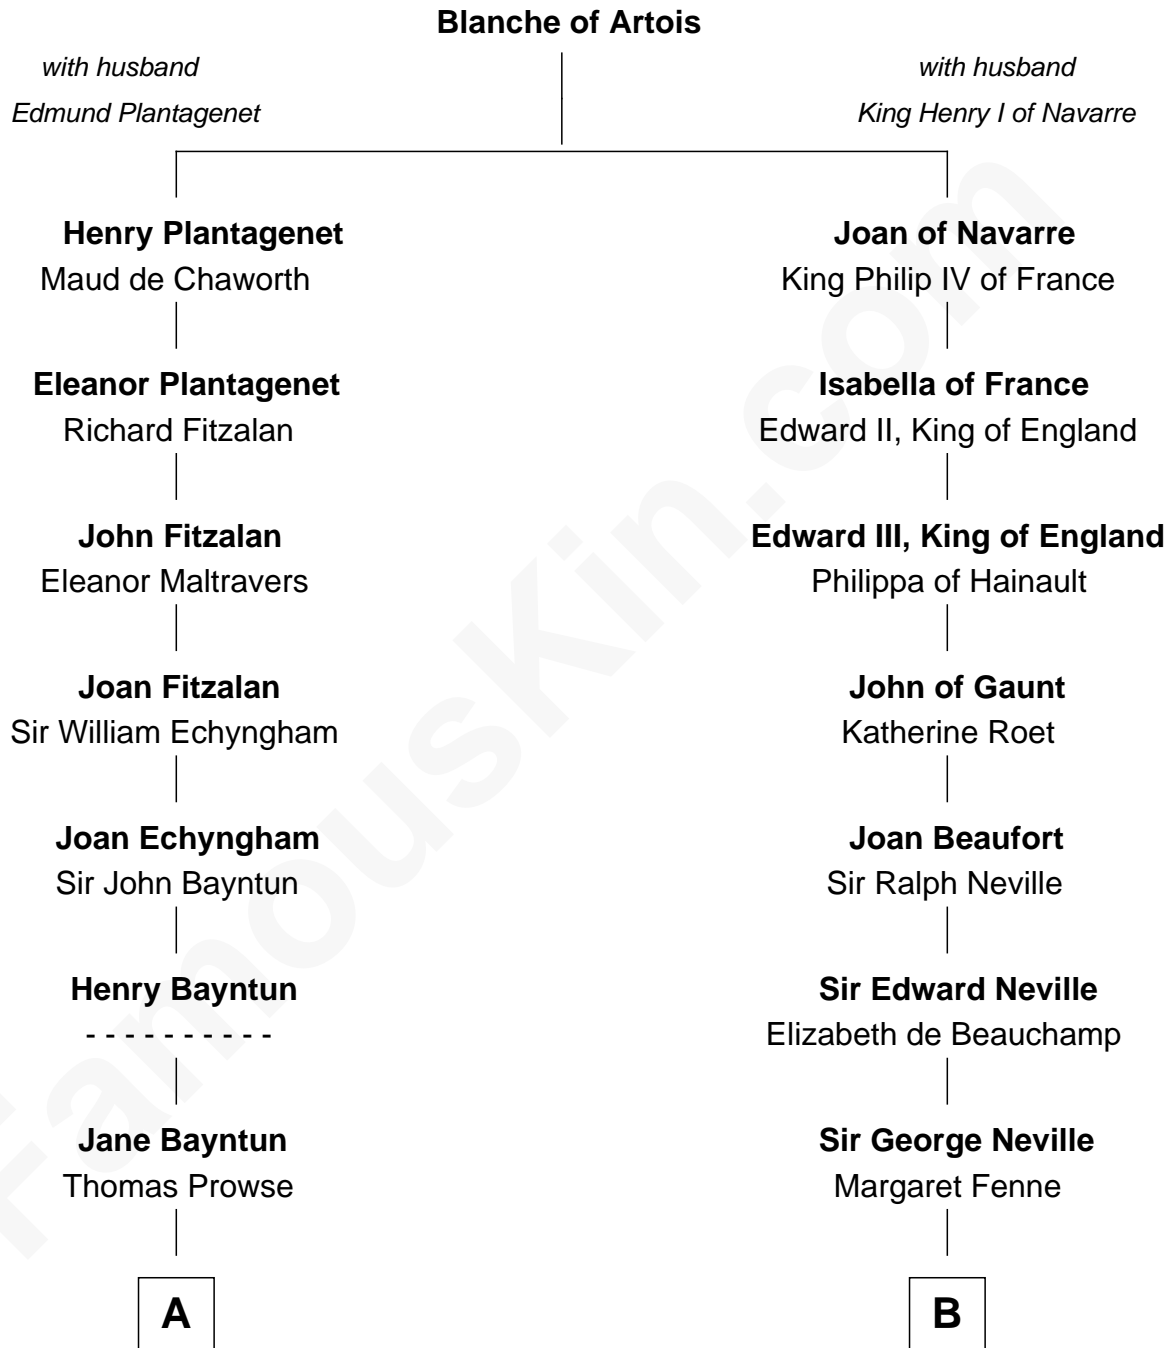 Blanche of Artois
with husband
Edmund Plantagenet
with husband
King Henry I of Navarre
Henry Plantagenet
Maud de Chaworth
Joan of Navarre
King Philip IV of France
Eleanor Plantagenet
Richard Fitzalan
Isabella of France
Edward II, King of England
John Fitzalan
Eleanor Maltravers
Edward III, King of England
Philippa of Hainault
Joan Fitzalan
Sir William Echyngham
John of Gaunt
Katherine Roet
Joan Echyngham
Sir John Bayntun
Joan Beaufort
Sir Ralph Neville
Henry Bayntun
- - - - - - - - - -
Sir Edward Neville
Elizabeth de Beauchamp
Jane Bayntun
Thomas Prowse
Sir George Neville
Margaret Fenne
A
B
FamousKin.com